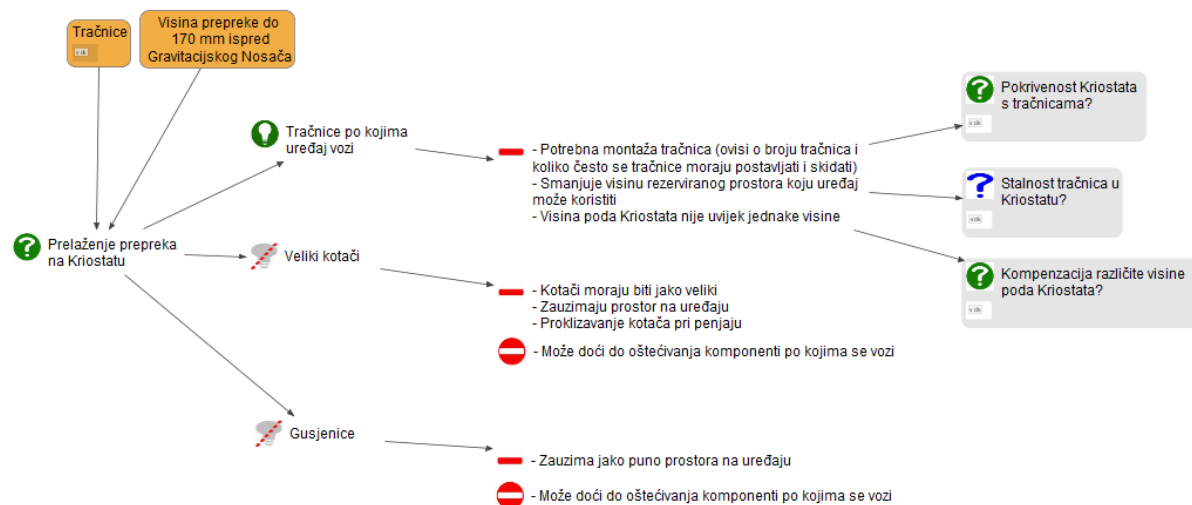 Tračnice
Visina prepreke do
170 mm ispred
Gravitacijskog Nosača
Prelaženje prepreka
na Kriostatu
Tračnice po kojima
uređaj vozi
- Potrebna montaža tračnica (ovisi o broju tračnica i
koliko često se tračnice moraju postavljati i skidati)
- Smanjuje visinu rezerviranog prostora koju uređaj
može koristiti
- Visina poda Kriostata nije uvijek jednake visine
Pokrivenost Kriostata
s tračnicama?
Stalnost tračnica u
Kriostatu?
Kompenzacija različite visine
poda Kriostata?
Veliki kotači
- Kotači moraju biti jako veliki
- Zauzimaju prostor na uređaju
- Proklizavanje kotača pri penjaju
- Može doći do oštećivanja komponenti po kojima se vozi
Gusjenice
- Zauzima jako puno prostora na uređaju
- Može doći do oštećivanja komponenti po kojima se vozi